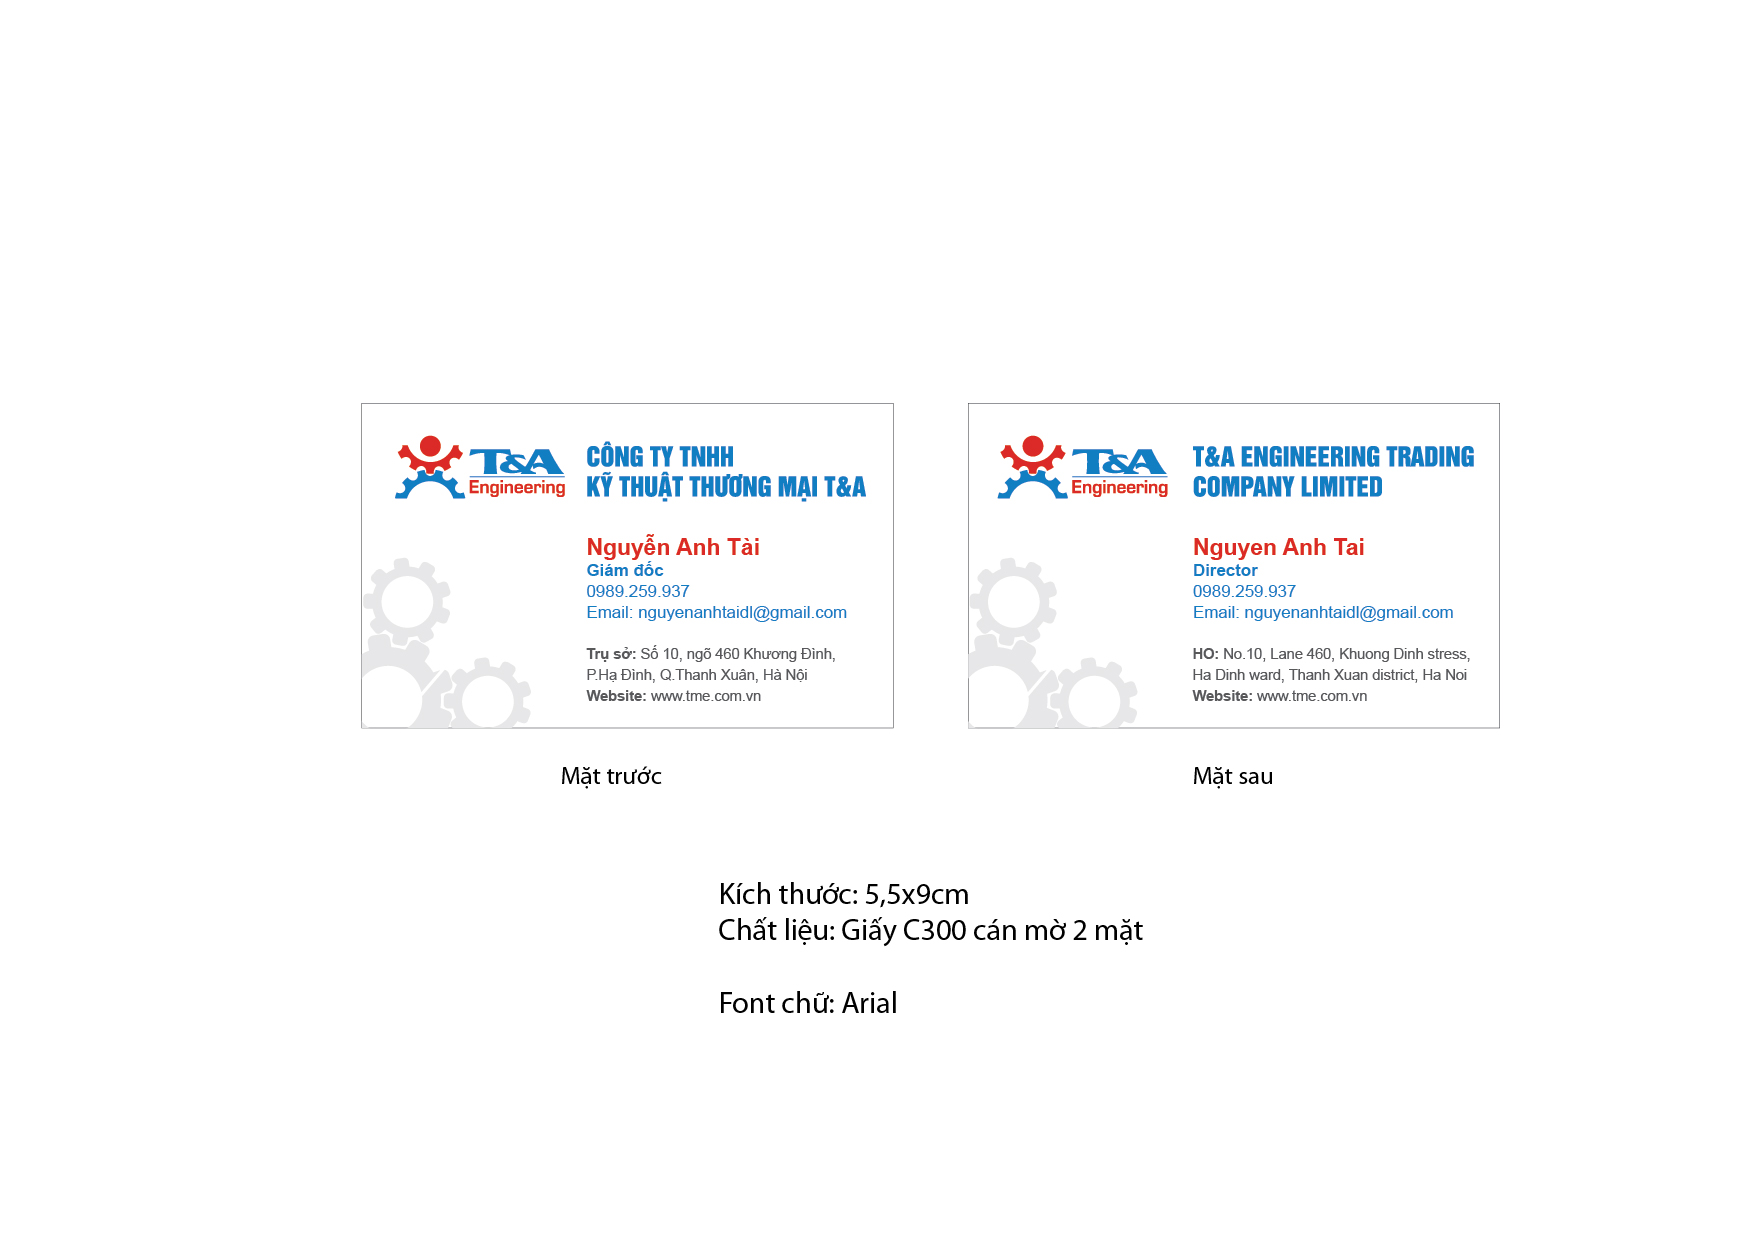 T&A
Engineering
CÔNG TY TNHH
KỸ THUẬT THƯƠNG MẠI T&A
Nguyễn Anh Tài
Giám đốc
0989.259.937
Email: nguyenanhtaidl@gmail.com
Trụ sở: Số 10, ngõ 460 Khương Đình,
P.Hạ Đình, Q.Thanh Xuân, Hà Nội
Website: www.tme.com.vn
Mặt trước
T&A
Engineering
T&A ENGINEERING TRADING
COMPANY LIMITED
Nguyen Anh Tai
Director
0989.259.937
Email: nguyenanhtaidl@gmail.com
HO: No.10, Lane 460, Khuong Dinh stress,
Ha Dinh ward, Thanh Xuan district, Ha Noi
Website: www.tme.com.vn
Mặt sau
Kích thước: 5,5x9cm
Chất liệu: Giấy C300 cán mờ 2 mặt
Font chữ: Arial